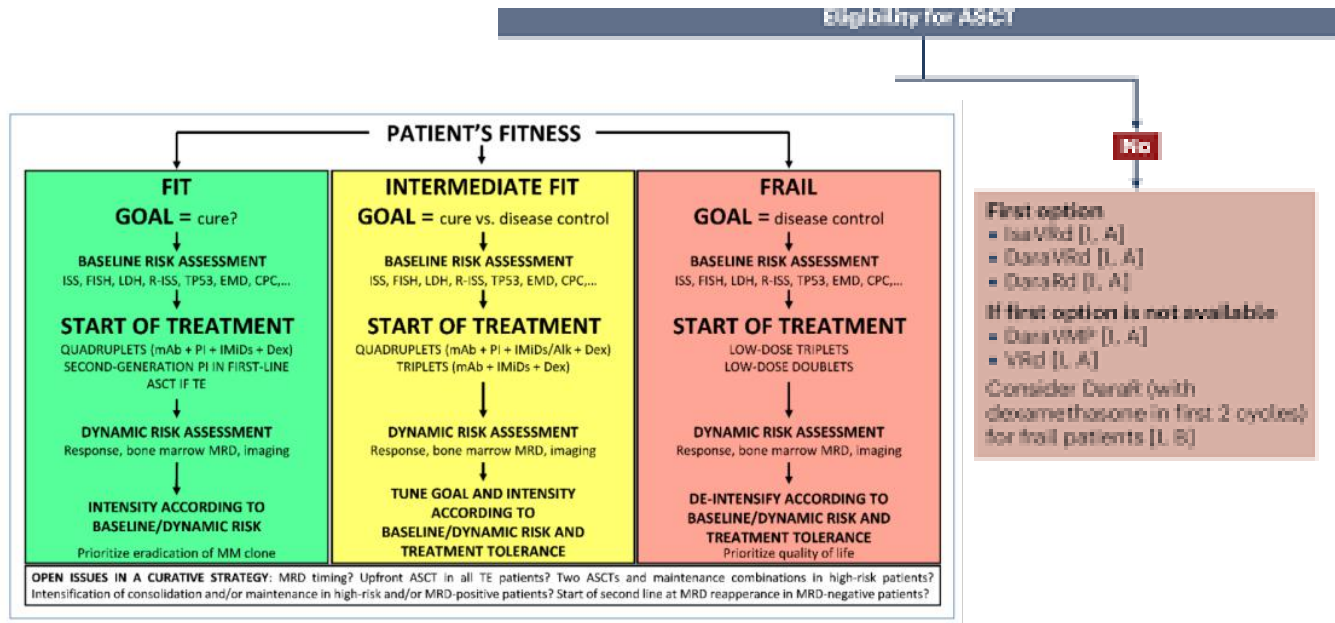 Eligibility for ASCT
PATIENT'S FITNESS
FIT
GOAL = cure?
BASELINE RISK ASSESSMENT
ISS, FISH, LDH, R-ISS, TP53, EMD, CPC,...
START OF TREATMENT
QUADRUPLETS (mAb + PI + IMiDs + Dex)
SECOND-GENERATION PI IN FIRST-LINE
ASCT IF TE
DYNAMIC RISK ASSESSMENT
Response, bone marrow MRD, imaging
INTENSITY ACCORDING TO
BASELINE/DYNAMIC RISK
Prioritize eradication of MM clone
INTERMEDIATE FIT
GOAL = cure vs. disease control
BASELINE RISK ASSESSMENT
ISS, FISH, LDH, R-ISS, TP53, EMD, CPC,...
START OF TREATMENT
QUADRUPLETS (mAb + PI + IMiDs/Alk + Dex)
TRIPLETS (mAb + IMiDs + Dex)
DYNAMIC RISK ASSESSMENT
Response, bone marrow MRD, imaging
TUNE GOAL AND INTENSITY
ACCORDING TO
BASELINE/DYNAMIC RISK AND
TREATMENT TOLERANCE
FRAIL
GOAL = disease control
BASELINE RISK ASSESSMENT
ISS, FISH, LDH, R-ISS, TP53, EMD, CPC,...
START OF TREATMENT
LOW-DOSE TRIPLETS
LOW-DOSE DOUBLETS
DYNAMIC RISK ASSESSMENT
Response, bone marrow MRD, imaging
DE-INTENSIFY ACCORDING TO
BASELINE/DYNAMIC RISK AND
TREATMENT TOLERANCE
Prioritize quality of life
OPEN ISSUES IN A CURATIVE STRATEGY: MRD timing? Upfront ASCT in all TE patients? Two ASCTs and maintenance combinations in high-risk patients?
Intensification of consolidation and/or maintenance in high-risk and/or MRD-positive patients? Start of second line at MRD reapperance in MRD-negative patients?
No
First option
▪ IsaVRd [I, A]
▪ DaraVRd [I, A]
▪ DaraRd [I, A]
If first option is not available
▪ DaraVMP [I, A]
▪ VRd [I, A]
Consider DaraR (with
dexamethasone in first 2 cycles)
for frail patients [I, B]